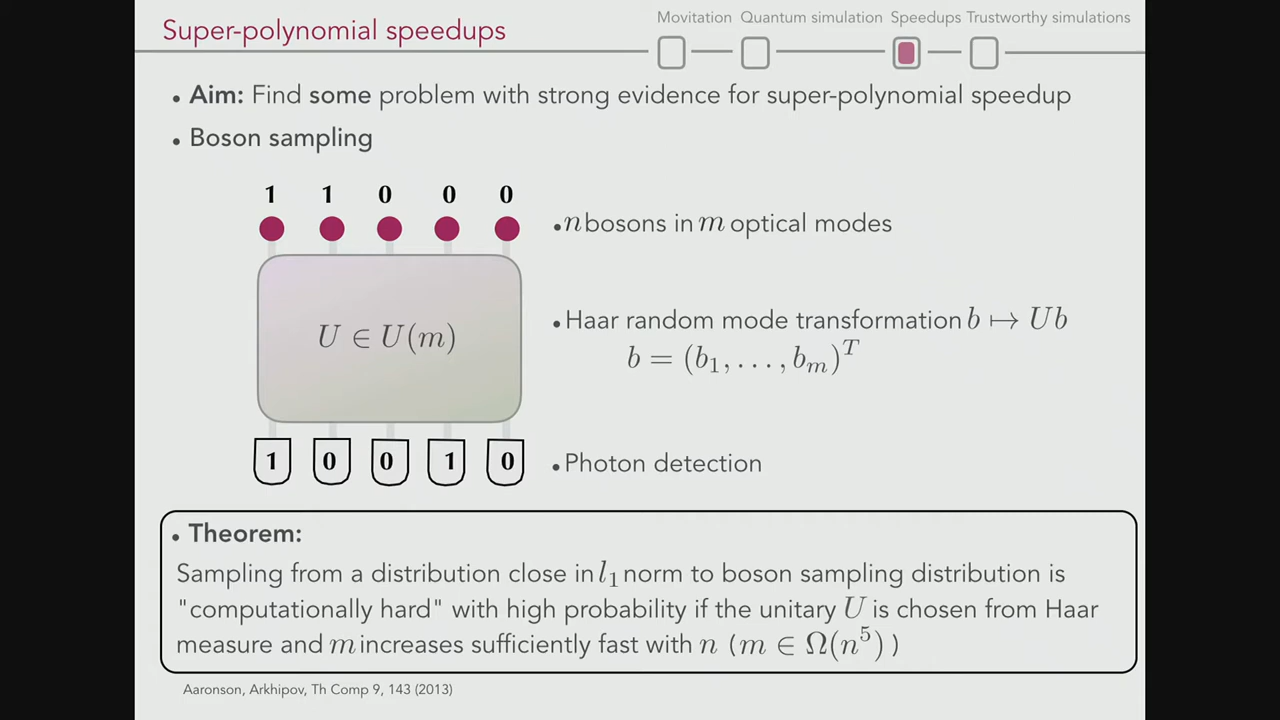 Super-polynomial speedups
Movitation Quantum simulation Speedups Trustworthy simulations
• Aim: Find some problem with strong evidence for super-polynomial speedup
• Boson sampling
1 1 0 0 0
• n bosons in m optical modes
U ∈ U(m)
• Haar random mode transformation b ↦ Ub
b = (b₁, . . . , bₘ)ᵀ
1 0 0 1 0
• Photon detection
• Theorem:
Sampling from a distribution close in l₁ norm to boson sampling distribution is
"computationally hard" with high probability if the unitary U is chosen from Haar
measure and m increases sufficiently fast with n (m ∈ Ω(n⁵))
Aaronson, Arkhipov, Th Comp 9, 143 (2013)